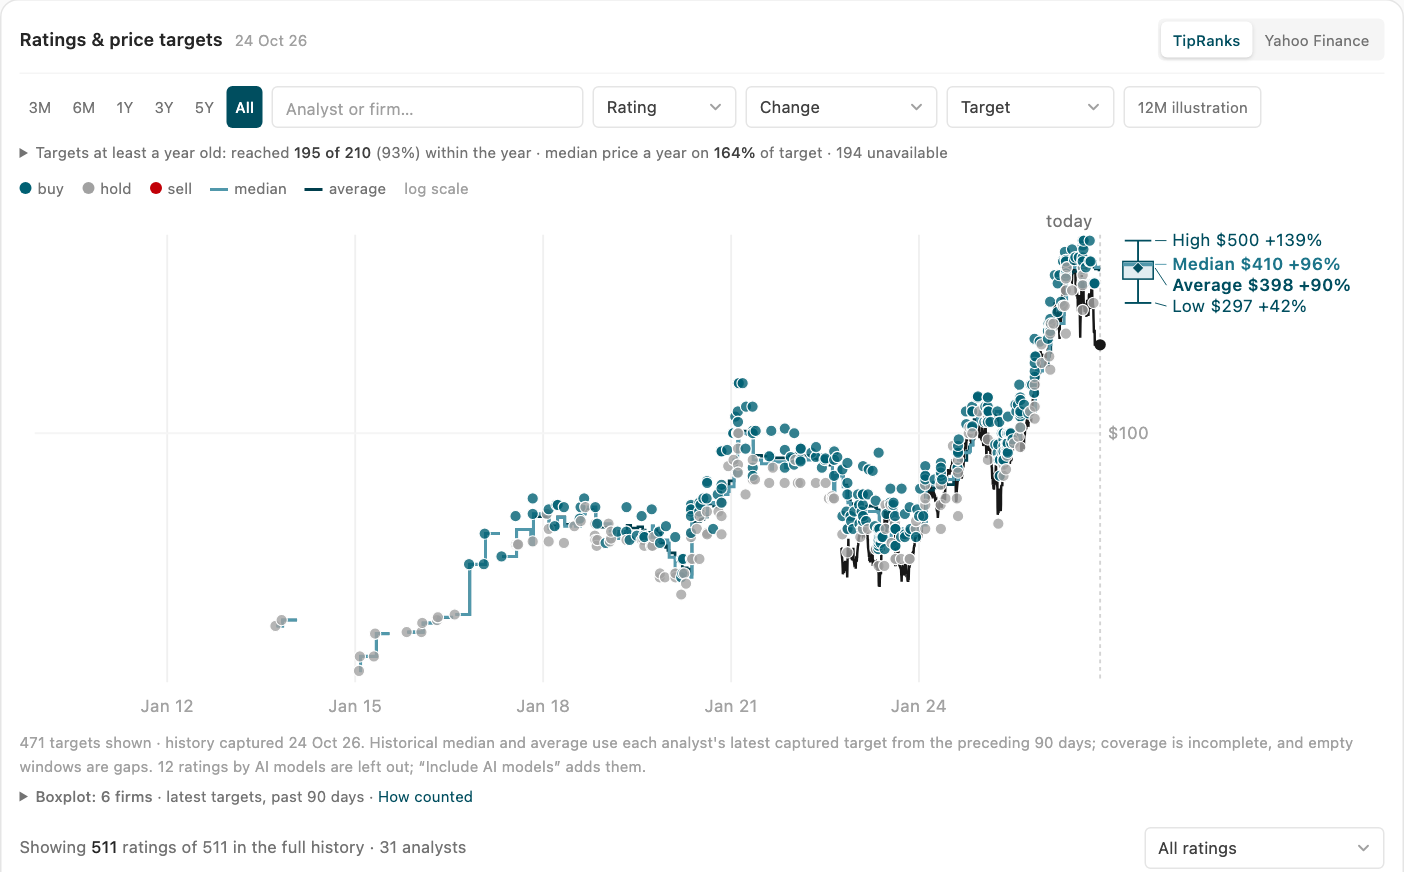 Ratings & price targets 24 Oct 26
TipRanks Yahoo Finance
3M 6M 1Y 3Y 5Y All Analyst or firm... Rating Change Target 12M illustration
Targets at least a year old: reached 195 of 210 (93%) within the year · median price a year on 164% of target · 194 unavailable
buy hold sell median average log scale
today
High $500 +139%
Median $410 +96%
Average $398 +90%
Low $297 +42%
$100
Jan 12 Jan 15 Jan 18 Jan 21 Jan 24
471 targets shown · history captured 24 Oct 26. Historical median and average use each analyst's latest captured target from the preceding 90 days; coverage is incomplete, and empty
windows are gaps. 12 ratings by AI models are left out; “Include AI models” adds them.
Boxplot: 6 firms · latest targets, past 90 days · How counted
Showing 511 ratings of 511 in the full history · 31 analysts
All ratings